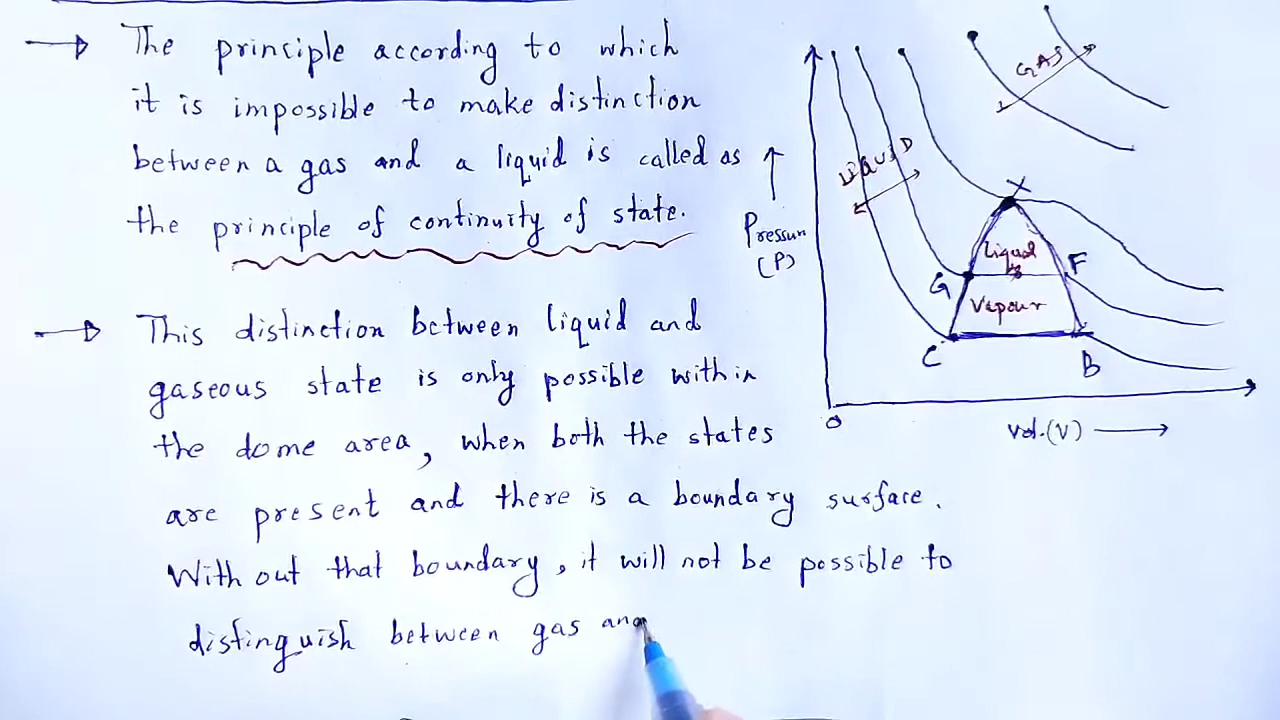 → The principle according to which
it is impossible to make distinction
between a gas and a liquid is called as
the principle of continuity of state.
→ This distinction between liquid and
gaseous state is only possible within
the dome area, when both the states
are present and there is a boundary surface.
With out that boundary, it will not be possible to
distinguish between gas and
GAS
LIQUID
X
Pressure
(P)
Liquid
F
G
Vapour
C
B
O
Vol.(V) →